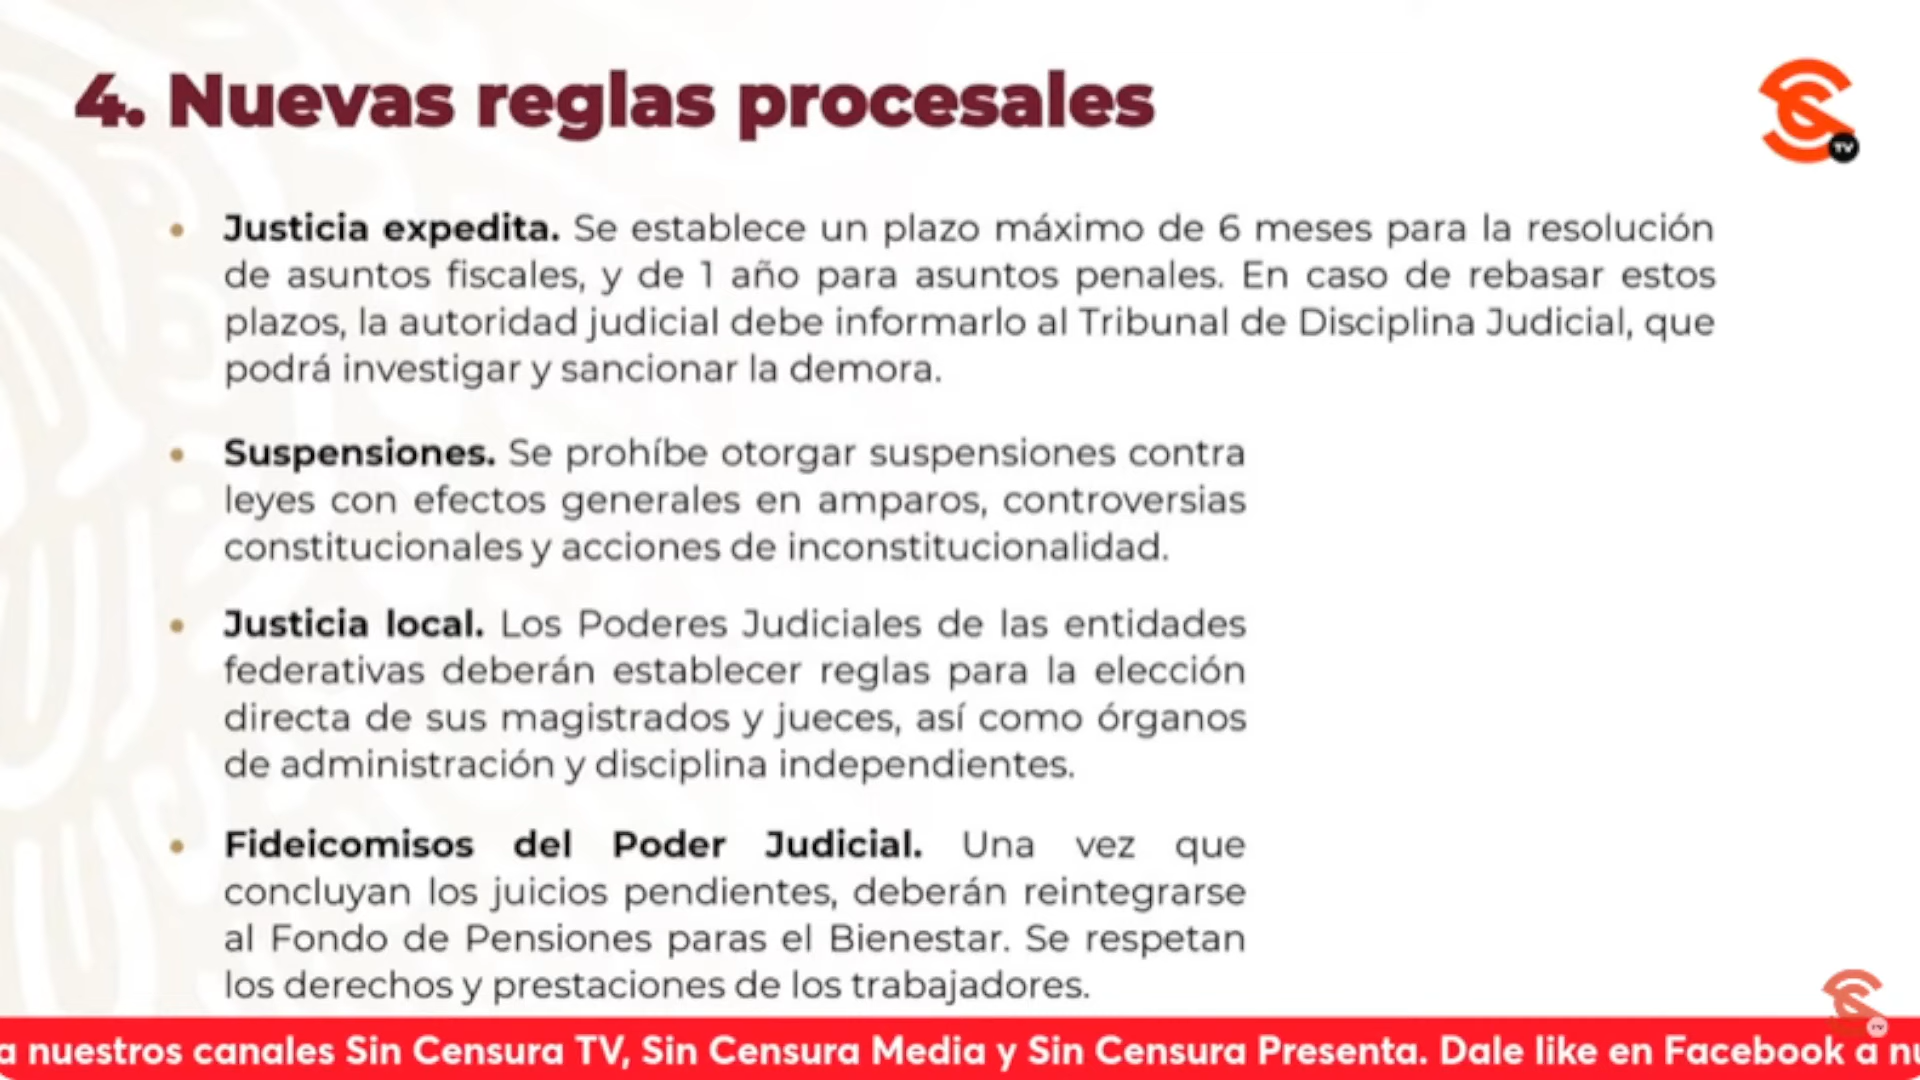 4. Nuevas reglas procesales
TV
• Justicia expedita. Se establece un plazo máximo de 6 meses para la resolución
de asuntos fiscales, y de 1 año para asuntos penales. En caso de rebasar estos
plazos, la autoridad judicial debe informarlo al Tribunal de Disciplina Judicial, que
podrá investigar y sancionar la demora.
• Suspensiones. Se prohíbe otorgar suspensiones contra
leyes con efectos generales en amparos, controversias
constitucionales y acciones de inconstitucionalidad.
• Justicia local. Los Poderes Judiciales de las entidades
federativas deberán establecer reglas para la elección
directa de sus magistrados y jueces, así como órganos
de administración y disciplina independientes.
• Fideicomisos del Poder Judicial. Una vez que
concluyan los juicios pendientes, deberán reintegrarse
al Fondo de Pensiones paras el Bienestar. Se respetan
los derechos y prestaciones de los trabajadores.
TV
a nuestros canales Sin Censura TV, Sin Censura Media y Sin Censura Presenta. Dale like en Facebook a nu